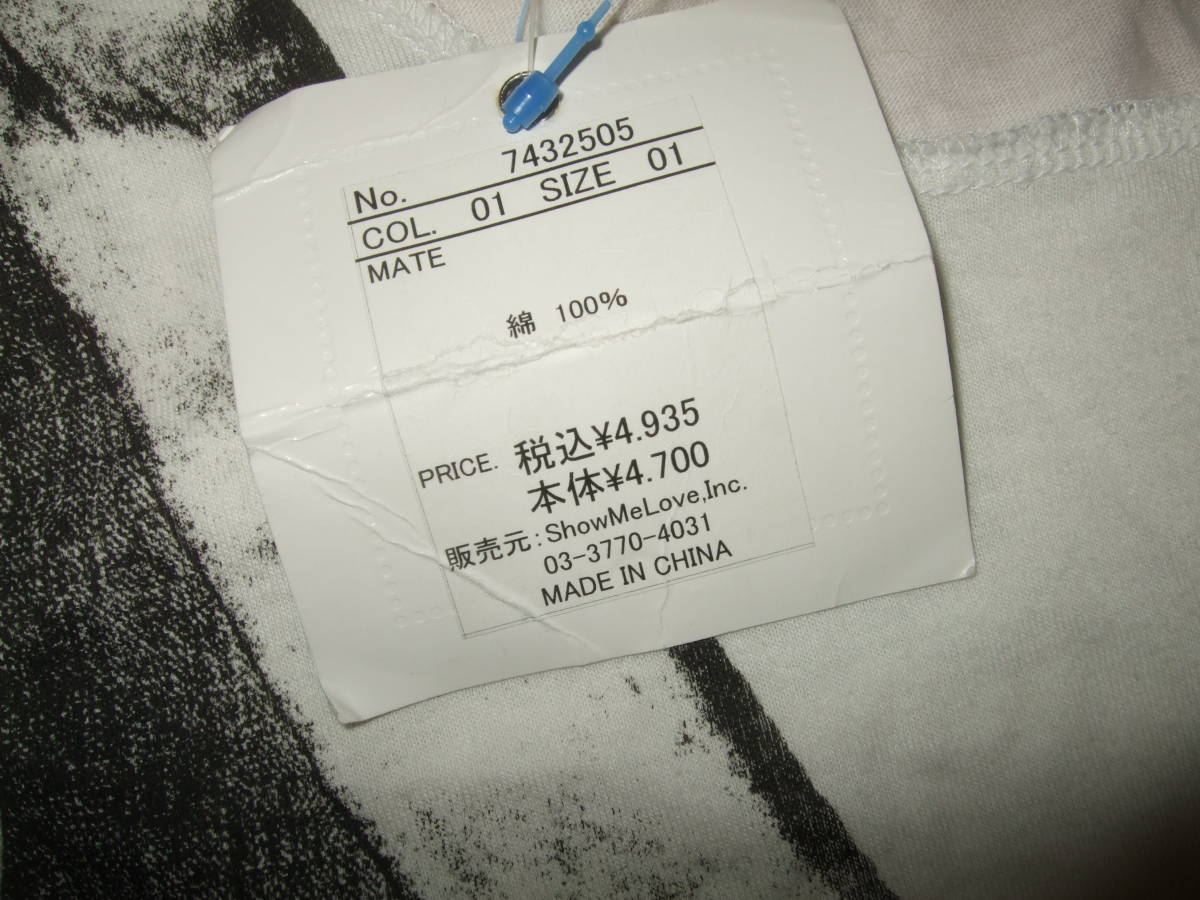 No. 7432505
COL. 01 SIZE 01
MATE
綿 100%
PRICE. 税込¥4.935
本体¥4.700
販売元:ShowMeLove,Inc.
03-3770-4031
MADE IN CHINA